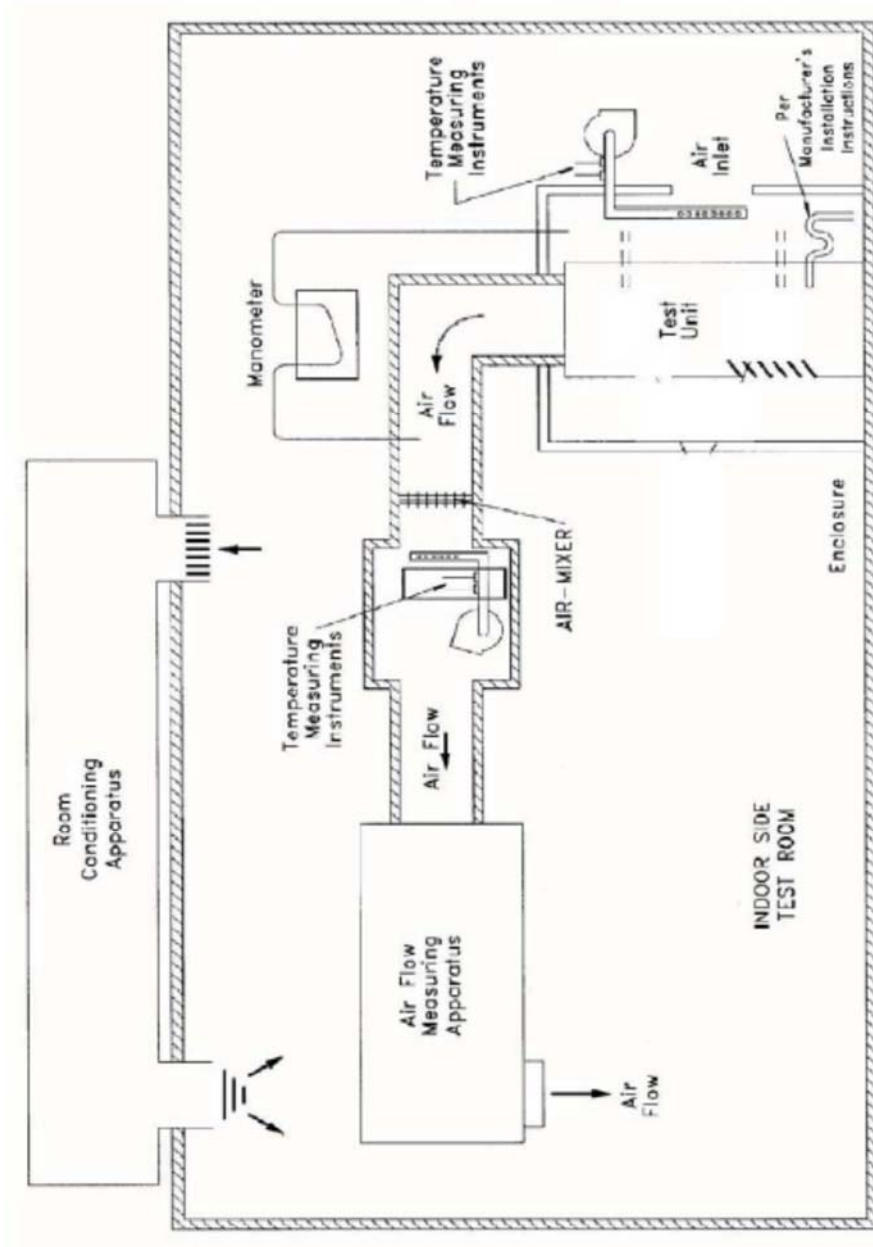 Room
Conditioning
Apparatus
Manometer
Temperature
Measuring
Instruments
Temperature
Measuring
Instruments
Air
Inlet
Per
Manufacturer's
Installation
Instructions
Air
Flow
Test
Unit
AIR-MIXER
Enclosure
Air Flow
Air Flow
Measuring
Apparatus
Air
Flow
INDOOR SIDE
TEST ROOM